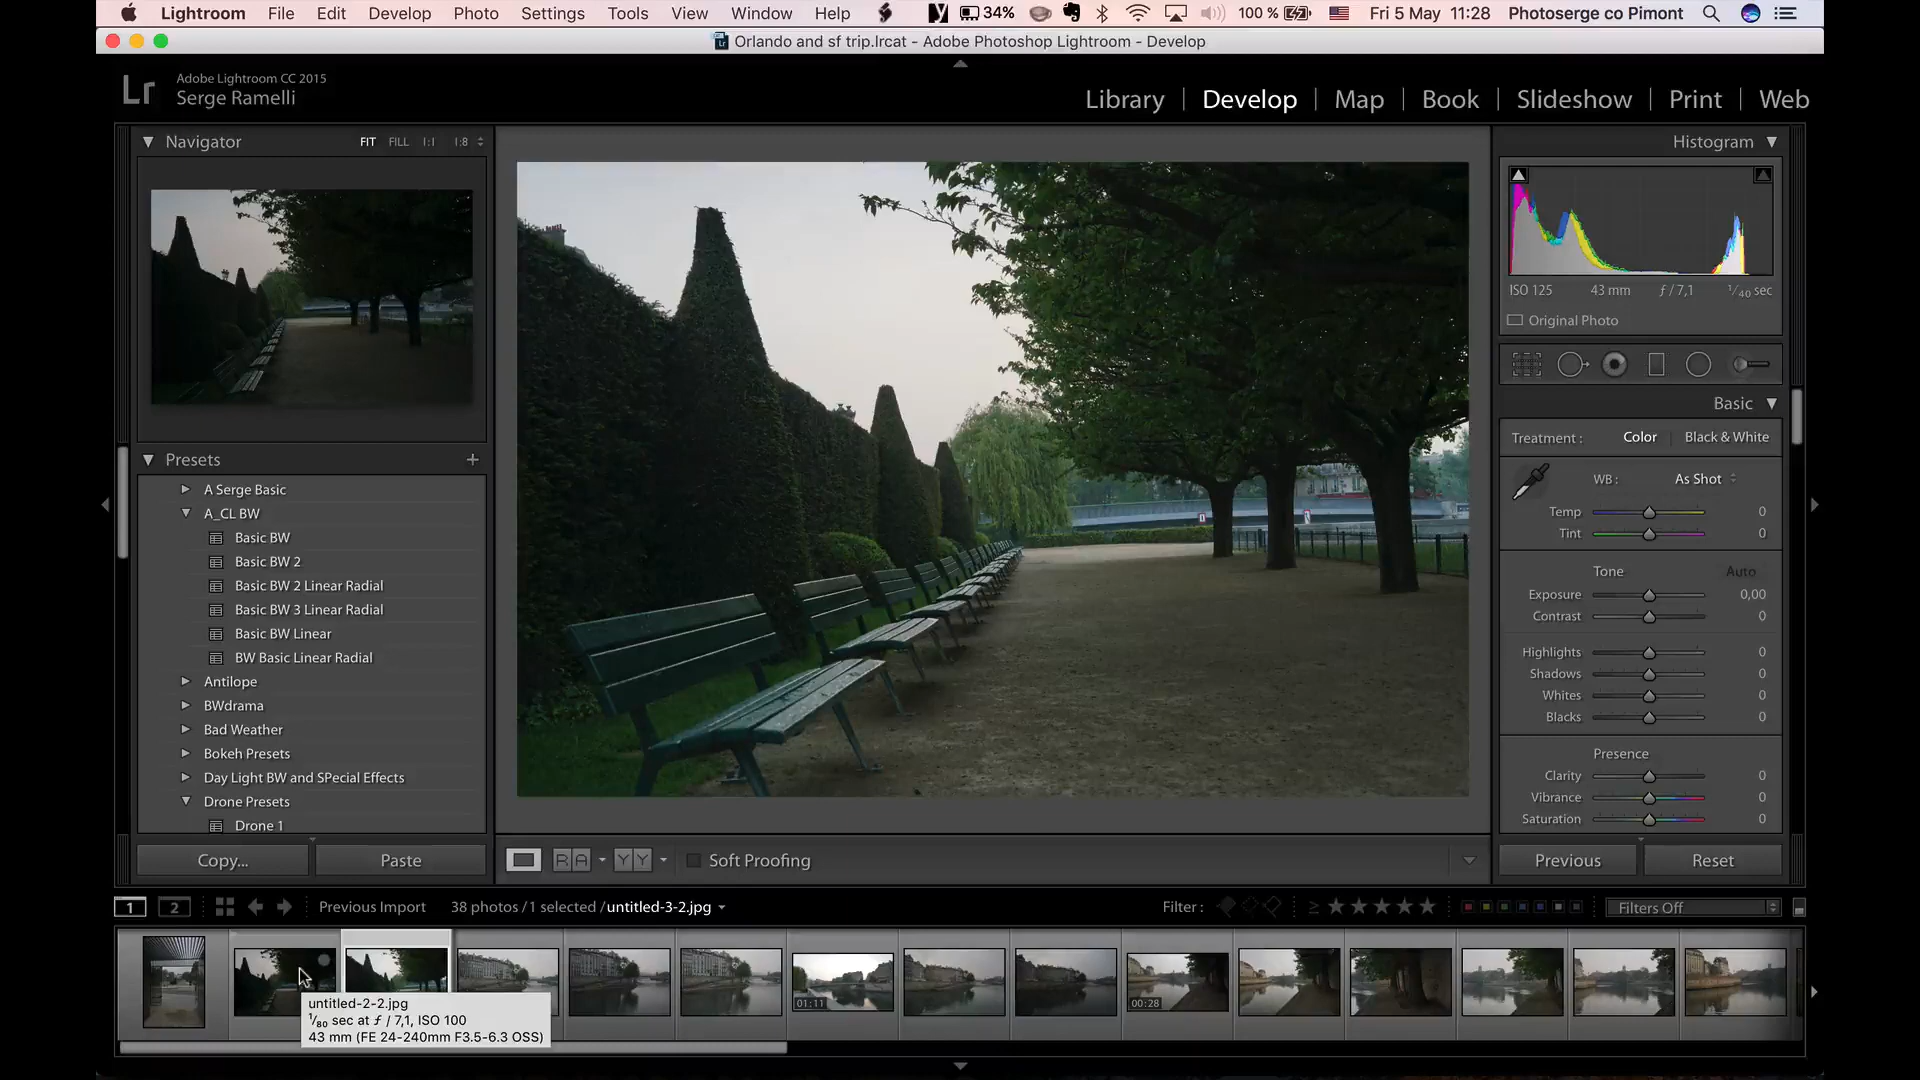 Lightroom File Edit Develop Photo Settings Tools View Window Help 34% 100 % Fri 5 May 11:28 Photoserge co Pimont
Orlando and sf trip.lrcat - Adobe Photoshop Lightroom - Develop
Lr Adobe Lightroom CC 2015
Serge Ramelli
Library | Develop | Map | Book | Slideshow | Print | Web
Navigator FIT FILL 1:1 1:8
Histogram
ISO 125 43 mm ƒ / 7,1 1/40 sec
Original Photo
Basic
Treatment : Color Black & White
WB : As Shot
Temp 0
Tint 0
Tone Auto
Exposure 0,00
Contrast 0
Highlights 0
Shadows 0
Whites 0
Blacks 0
Presence
Clarity 0
Vibrance 0
Saturation 0
Previous Reset
Presets +
A Serge Basic
A_CL BW
Basic BW
Basic BW 2
Basic BW 2 Linear Radial
Basic BW 3 Linear Radial
Basic BW Linear
BW Basic Linear Radial
Antilope
BWdrama
Bad Weather
Bokeh Presets
Day Light BW and SPecial Effects
Drone Presets
Drone 1
Copy... Paste
R A Y Y Soft Proofing
1 2 Previous Import 38 photos / 1 selected / untitled-3-2.jpg Filter : ≥ Filters Off
01:11 00:28
untitled-2-2.jpg
1/80 sec at ƒ / 7,1, ISO 100
43 mm (FE 24-240mm F3.5-6.3 OSS)